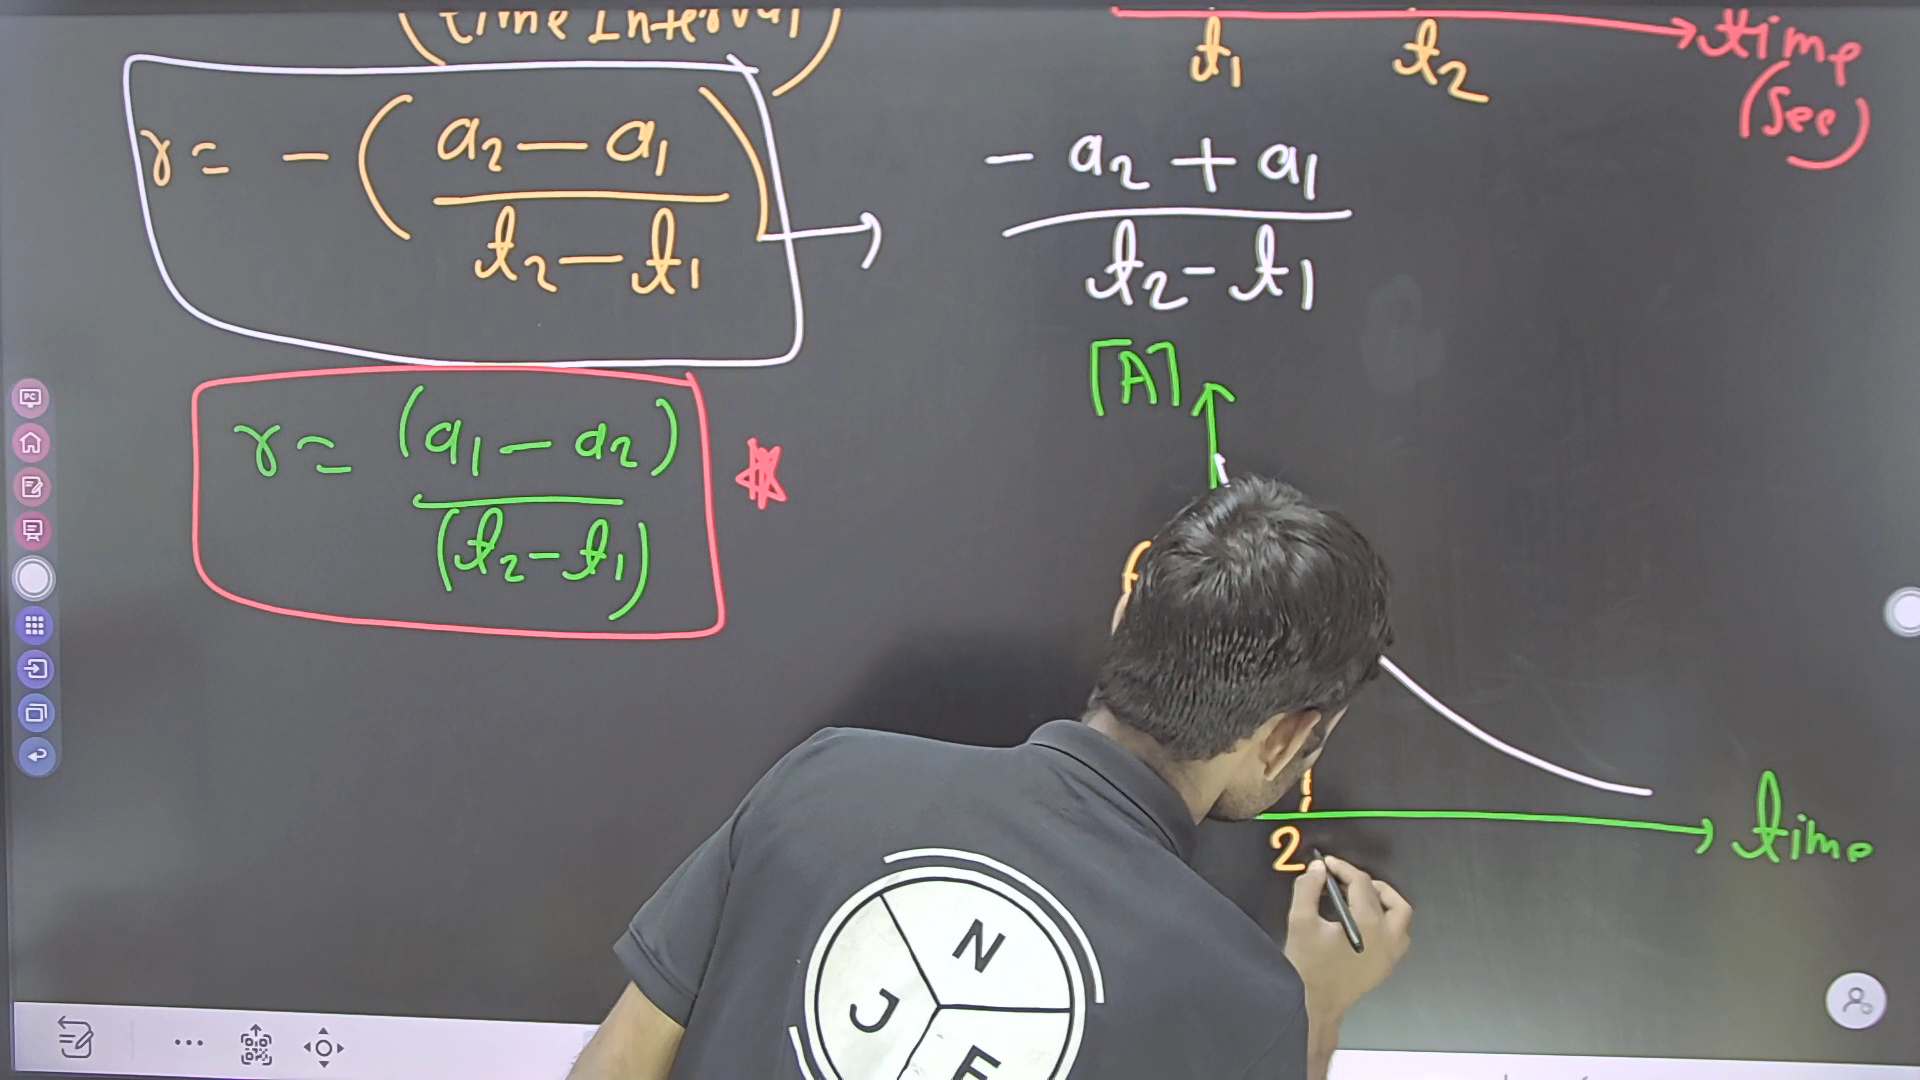 (time Interval)
r = - ( a2 - a1 / t2 - t1 )
r = (a1 - a2) / (t2 - t1)
t1 t2 time
(Sec)
- a2 + a1 / t2 - t1
[A]
2
time
N
J
E
PC